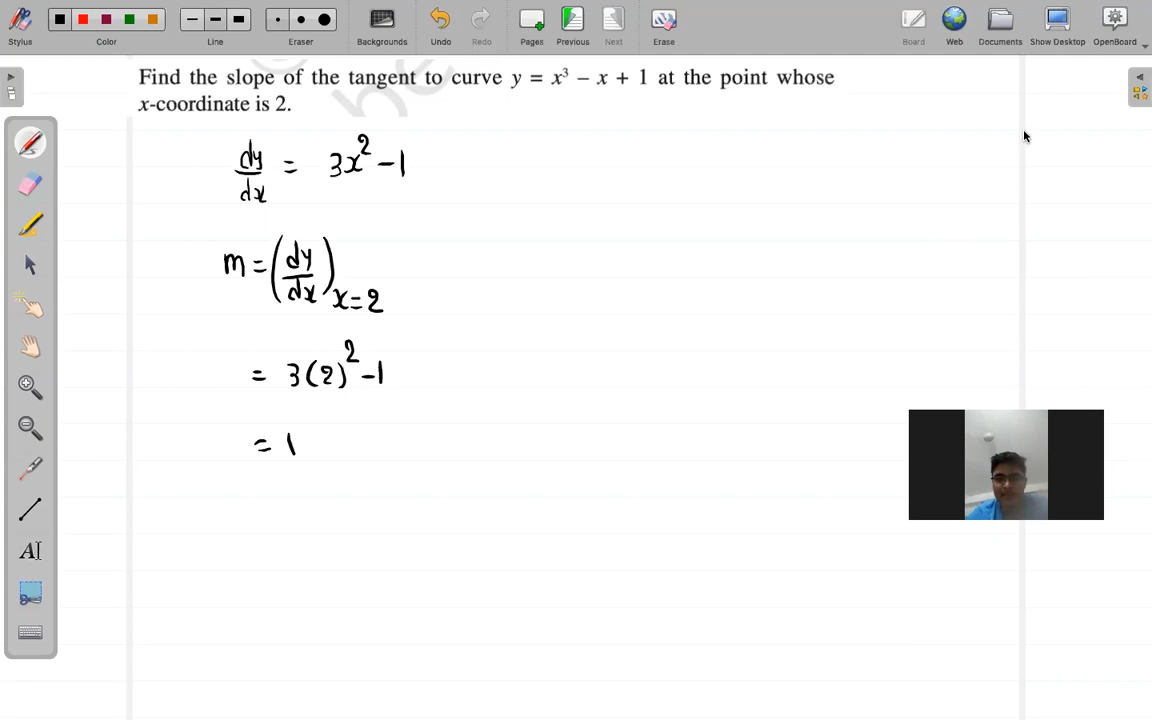 Stylus Color Line Eraser Backgrounds Undo Redo Pages Previous Next Erase Board Web Documents Show Desktop OpenBoard
Find the slope of the tangent to curve y = x³ – x + 1 at the point whose
x-coordinate is 2.
dy/dx = 3x² - 1
m = (dy/dx) x=2
= 3(2)² - 1
= 1